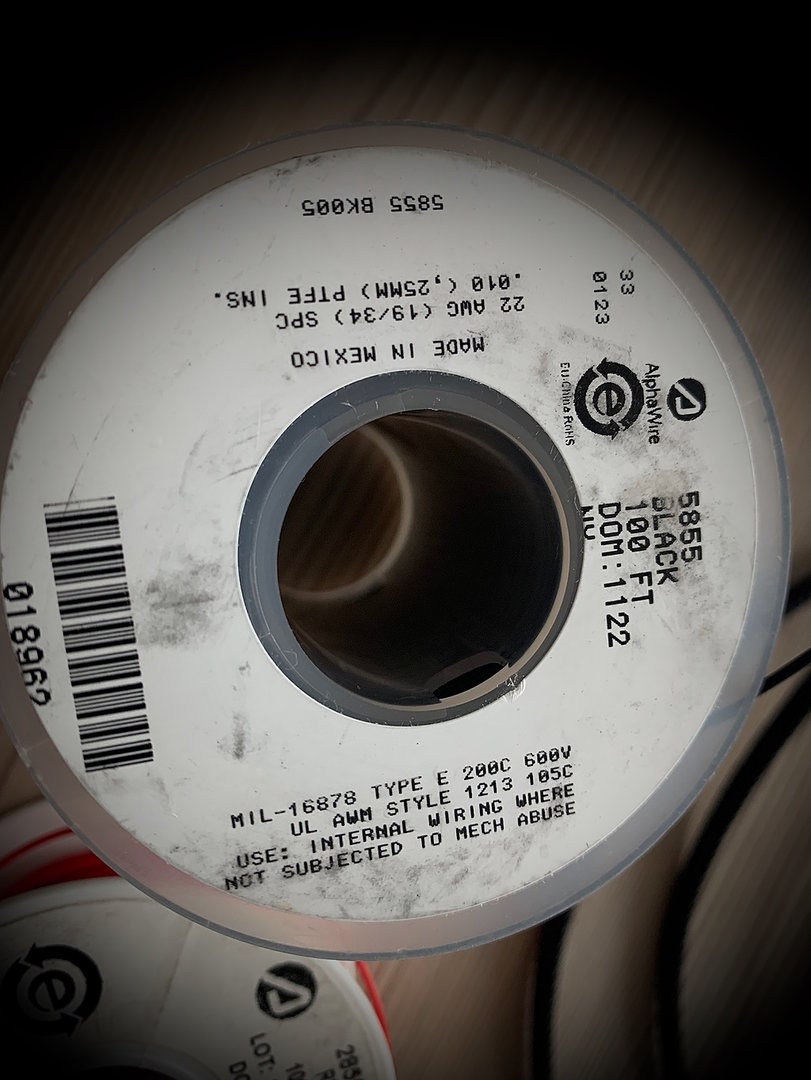 5855 BK005
.010 (,25MM) PTFE INS.
22 AWG (19/34) SPC
MADE IN MEXICO
33
0123
AlphaWire
e
EU/China RoHS
5855
BLACK
100 FT
DOM:1122
MIL-16878 TYPE E 200C 600V
UL AWM STYLE 1213 105C
USE: INTERNAL WIRING WHERE
NOT SUBJECTED TO MECH ABUSE
018962
e
LOT: